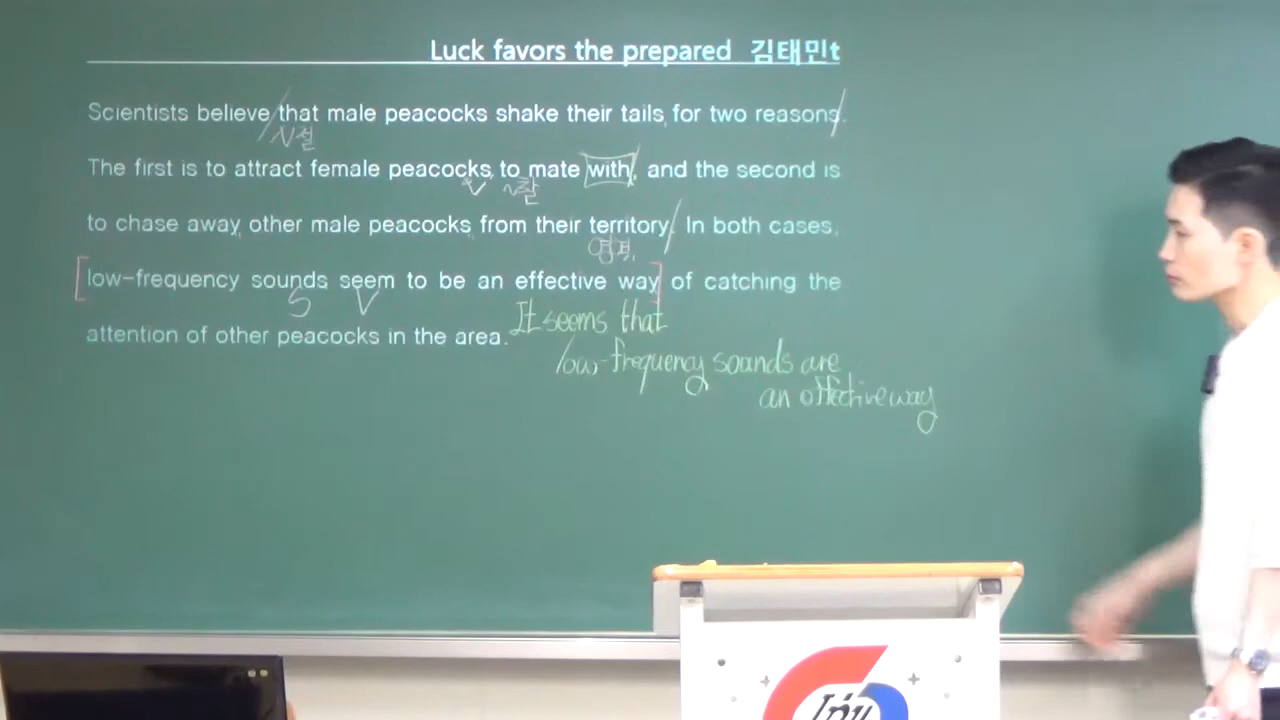 Luck favors the prepared 김태민t
Scientists believe that male peacocks shake their tails for two reasons.
The first is to attract female peacocks to mate with, and the second is
to chase away other male peacocks from their territory. In both cases,
low-frequency sounds seem to be an effective way of catching the
S V
attention of other peacocks in the area.
It seems that
low-frequency sounds are
an effective way